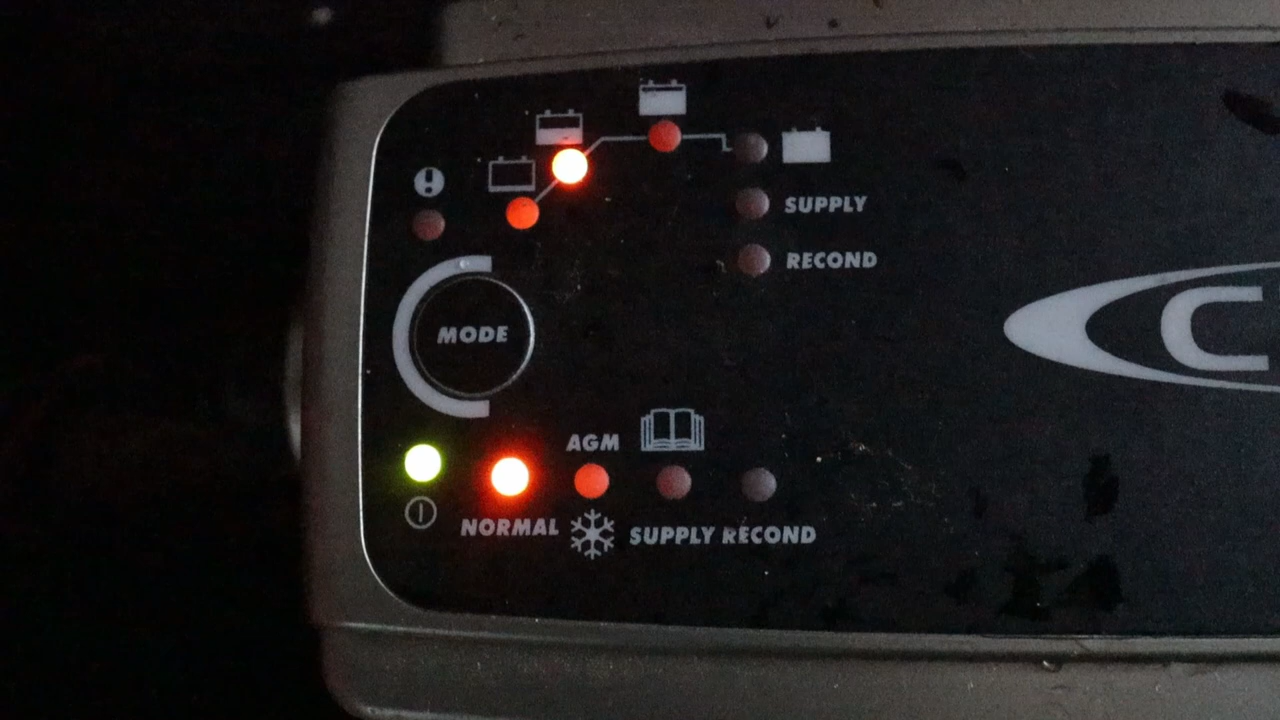 SUPPLY
RECOND
MODE
C
AGM
NORMAL
SUPPLY RECOND